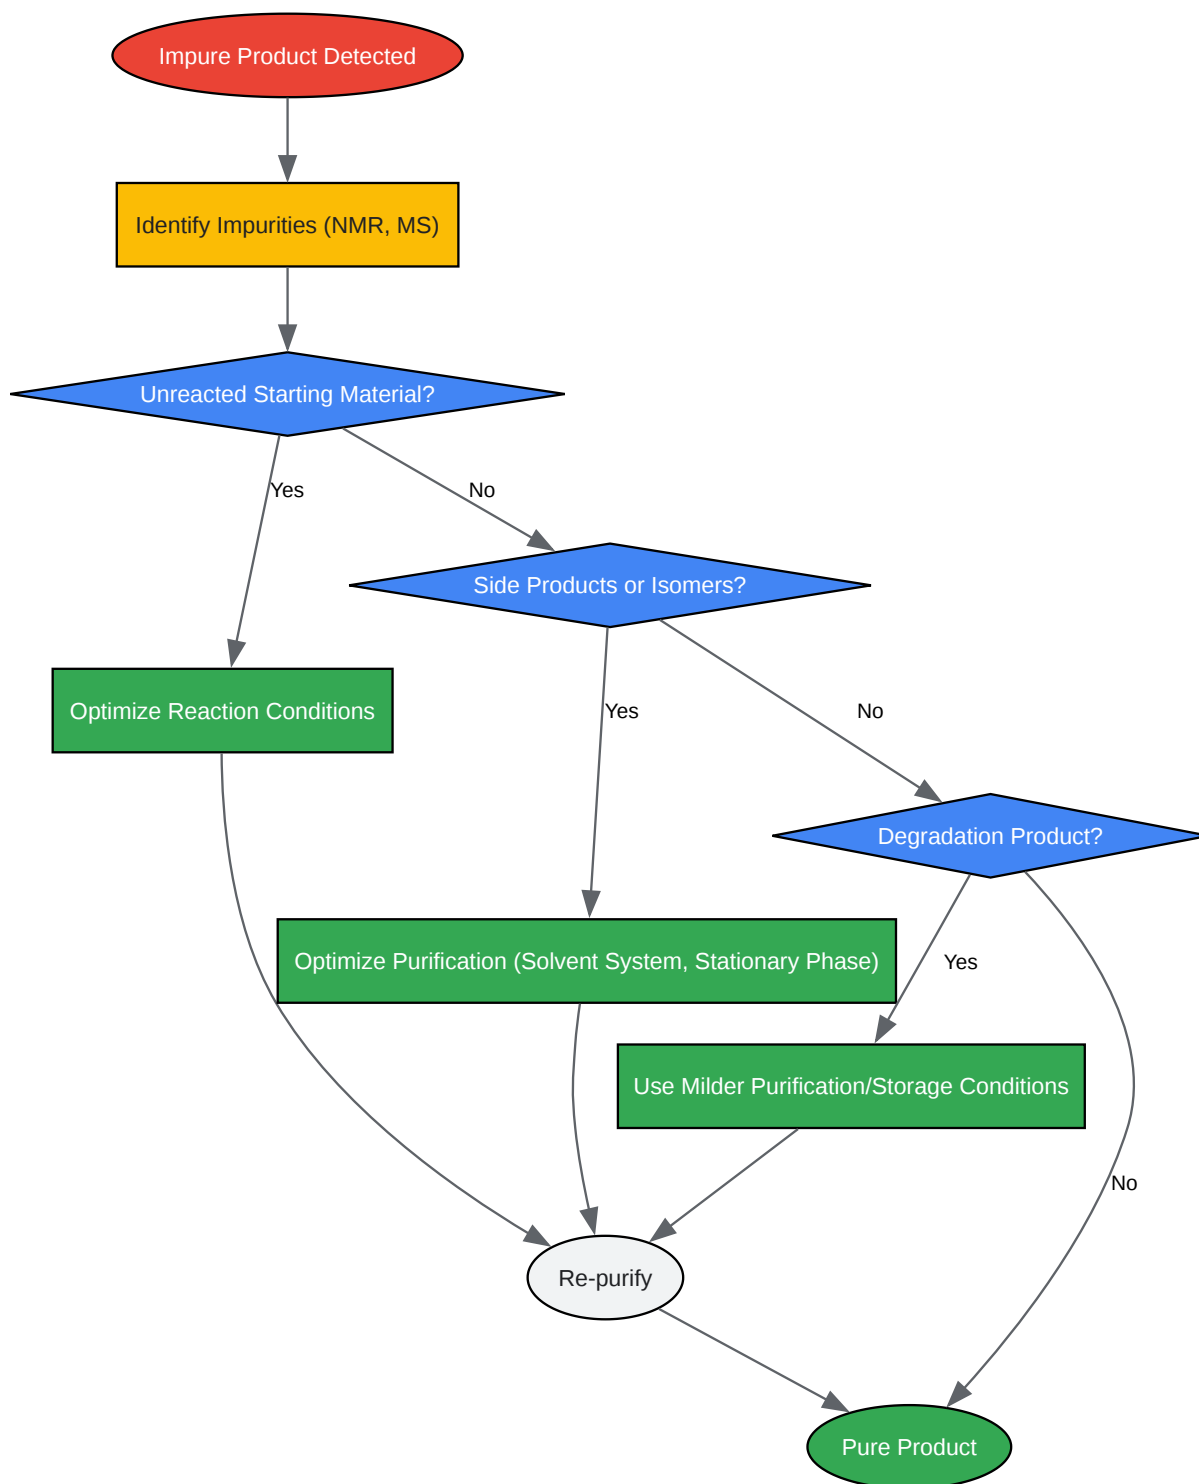 Impure Product Detected
Identify Impurities (NMR, MS)
Unreacted Starting Material?
Yes
No
Side Products or Isomers?
Optimize Reaction Conditions
Yes
No
Degradation Product?
Optimize Purification (Solvent System, Stationary Phase)
Yes
Use Milder Purification/Storage Conditions
No
Re-purify
Pure Product